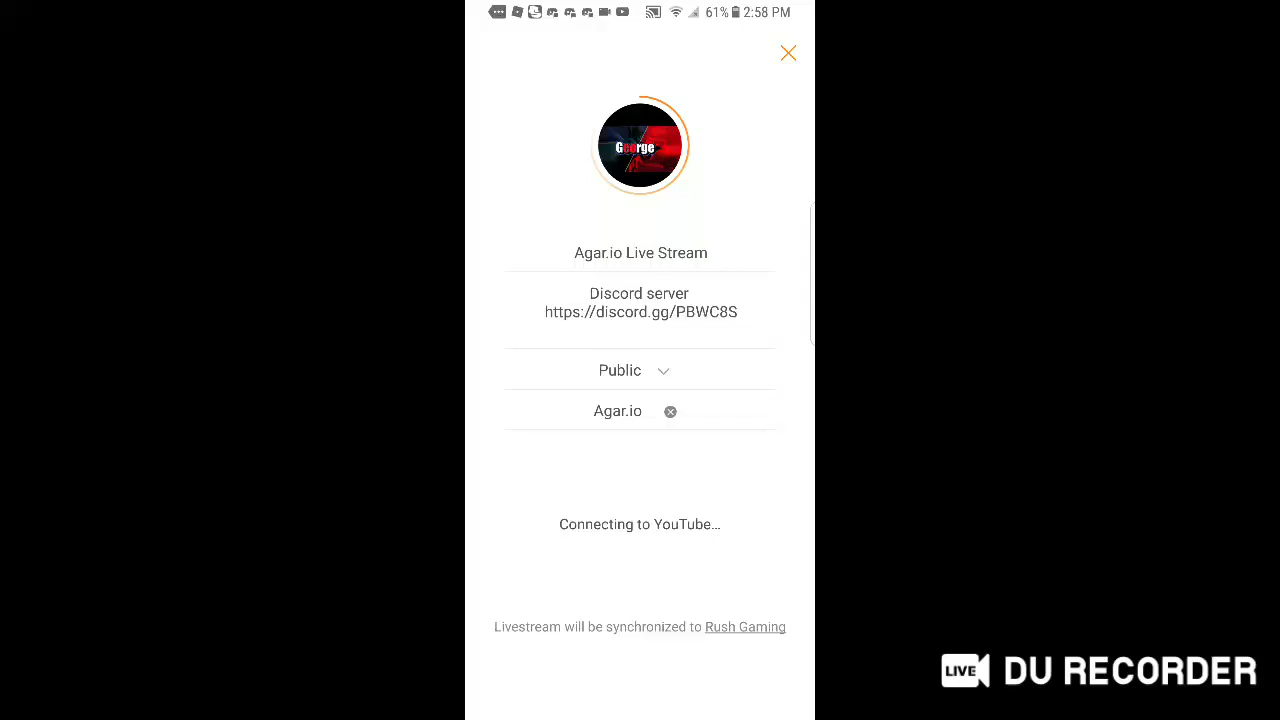 61% 2:58 PM
George
Agar.io Live Stream
Discord server
https://discord.gg/PBWC8S
Public
Agar.io
Connecting to YouTube...
Livestream will be synchronized to Rush Gaming
LIVE DU RECORDER